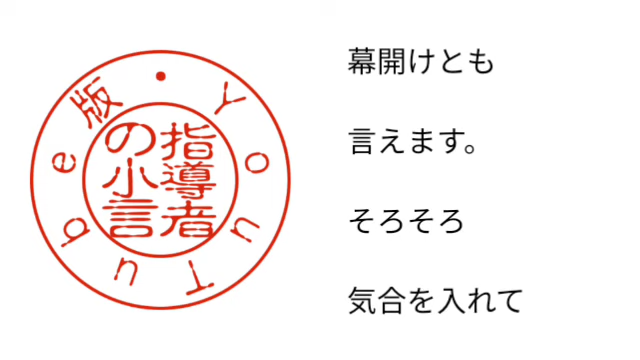 YouTube版・
指導者
の小言
幕開けとも
言えます。
そろそろ
気合を入れて